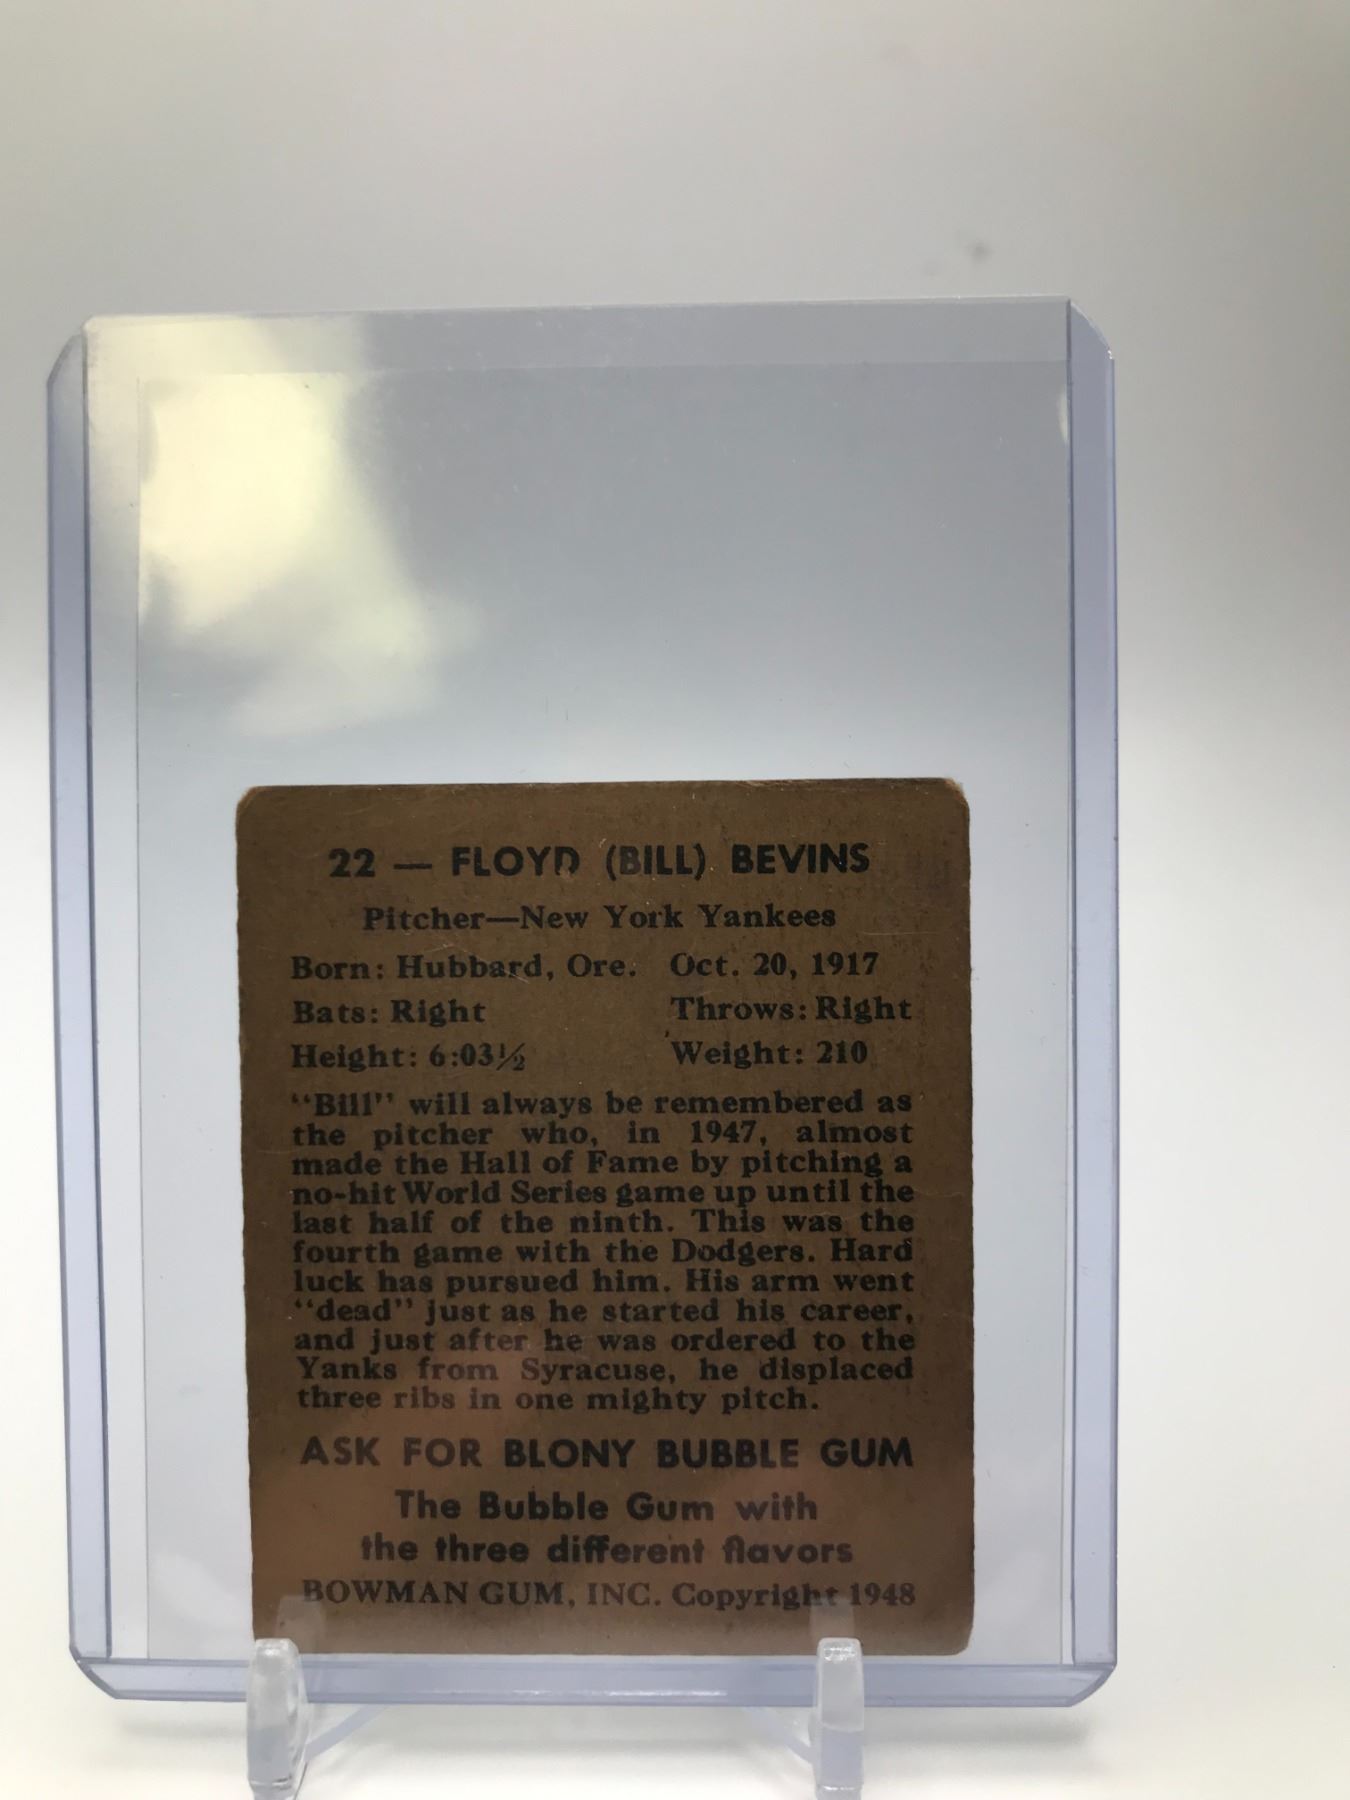 22 — FLOYD (BILL) BEVINS
Pitcher—New York Yankees
Born: Hubbard, Ore. Oct. 20, 1917
Bats: Right Throws: Right
Height: 6:03½ Weight: 210
"Bill" will always be remembered as
the pitcher who, in 1947, almost
made the Hall of Fame by pitching a
no-hit World Series game up until the
last half of the ninth. This was the
fourth game with the Dodgers. Hard
luck has pursued him. His arm went
"dead" just as he started his career,
and just after he was ordered to the
Yanks from Syracuse, he displaced
three ribs in one mighty pitch.
ASK FOR BLONY BUBBLE GUM
The Bubble Gum with
the three different flavors
BOWMAN GUM, INC. Copyright 1948